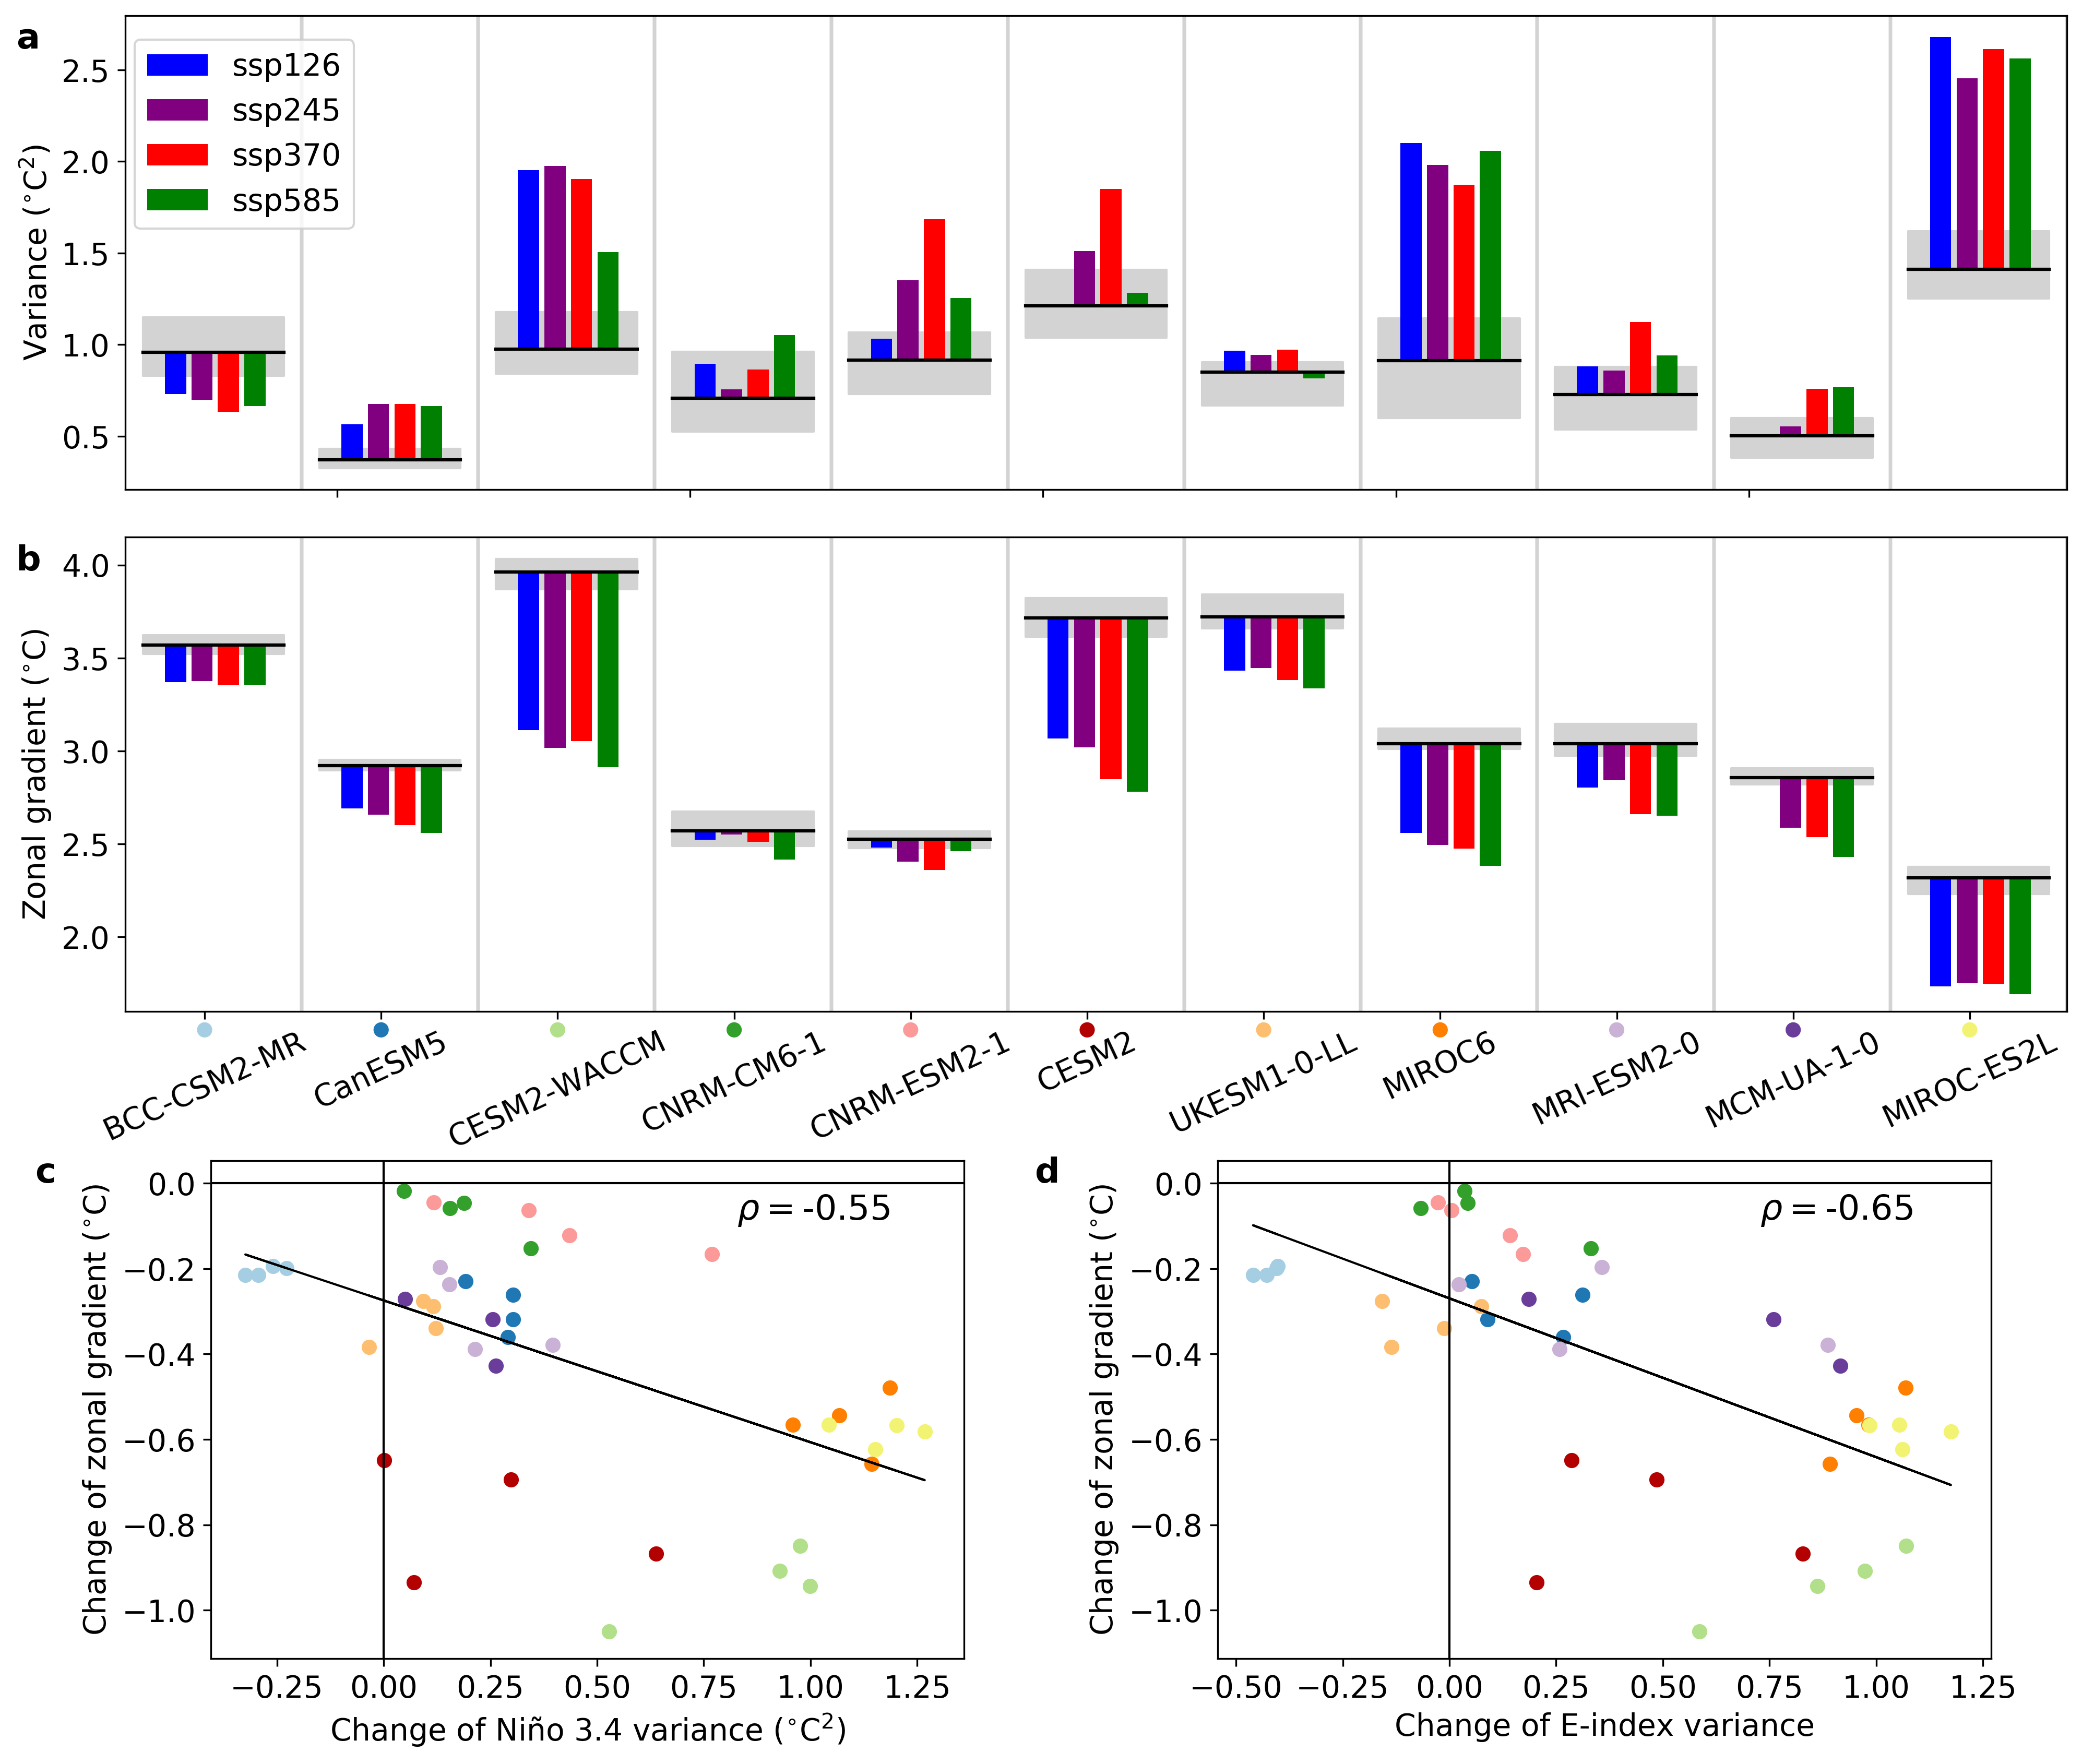 a
ssp126
ssp245
ssp370
ssp585
Variance (°C²)
2.5
2.0
1.5
1.0
0.5
b
Zonal gradient (°C)
4.0
3.5
3.0
2.5
2.0
BCC-CSM2-MR
CanESM5
CESM2-WACCM
CNRM-CM6-1
CNRM-ESM2-1
CESM2
UKESM1-0-LL
MIROC6
MRI-ESM2-0
MCM-UA-1-0
MIROC-ES2L
c
ρ = -0.55
Change of zonal gradient (°C)
0.0
−0.2
−0.4
−0.6
−0.8
−1.0
−0.25 0.00 0.25 0.50 0.75 1.00 1.25
Change of Niño 3.4 variance (°C²)
d
ρ = -0.65
Change of zonal gradient (°C)
0.0
−0.2
−0.4
−0.6
−0.8
−1.0
−0.50 −0.25 0.00 0.25 0.50 0.75 1.00 1.25
Change of E-index variance